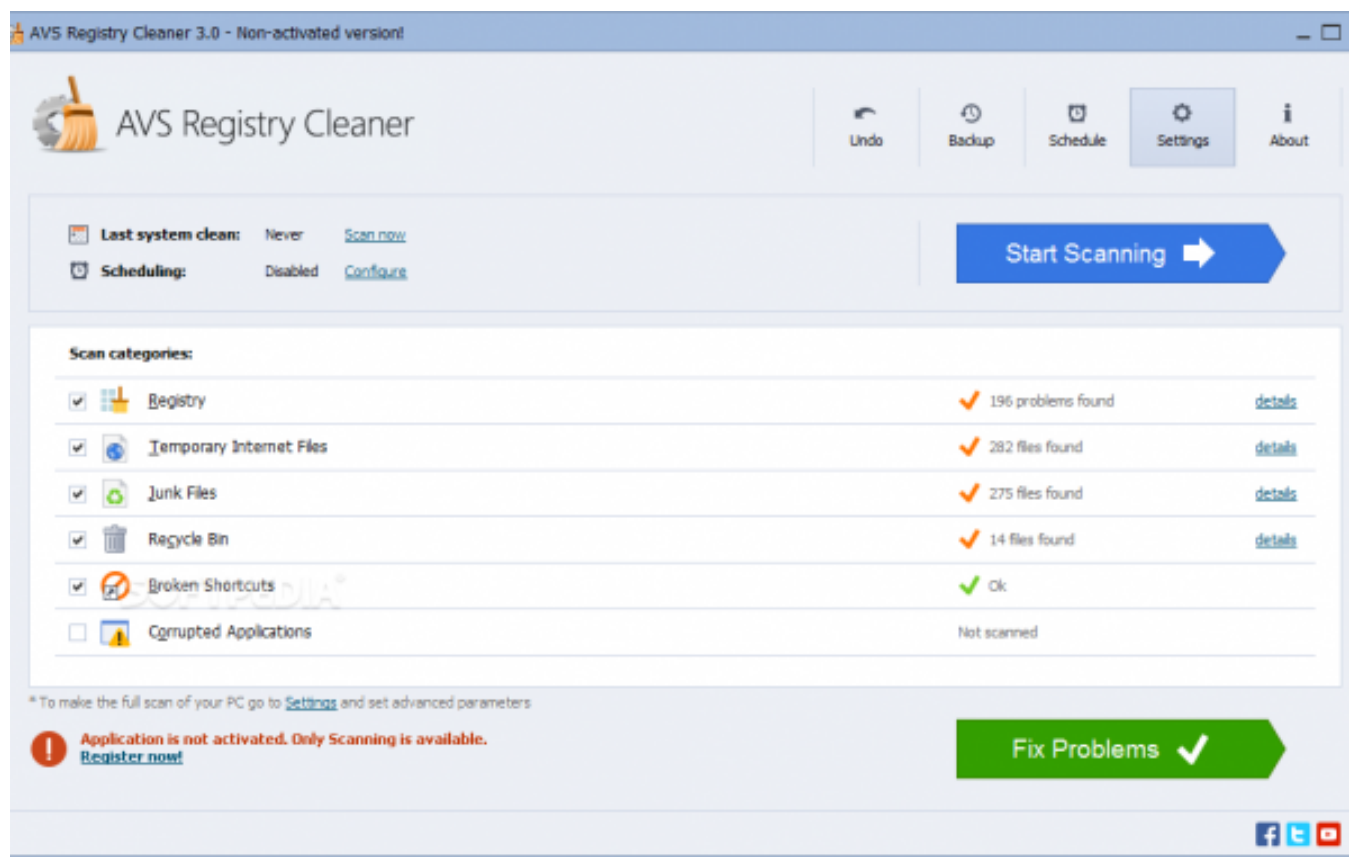 AVS Registry Cleaner 3.0 - Non-activated version!
AVS Registry Cleaner
Undo
Backup
Schedule
Settings
About
Last system clean: Never Scan now
Scheduling: Disabled Configure
Start Scanning
Scan categories:
Registry 196 problems found details
Temporary Internet Files 282 files found details
Junk Files 275 files found details
Recycle Bin 14 files found details
Broken Shortcuts Ok
SOFTPEDIA
Corrupted Applications Not scanned
* To make the full scan of your PC go to Settings and set advanced parameters
Application is not activated. Only Scanning is available.
Register now!
Fix Problems